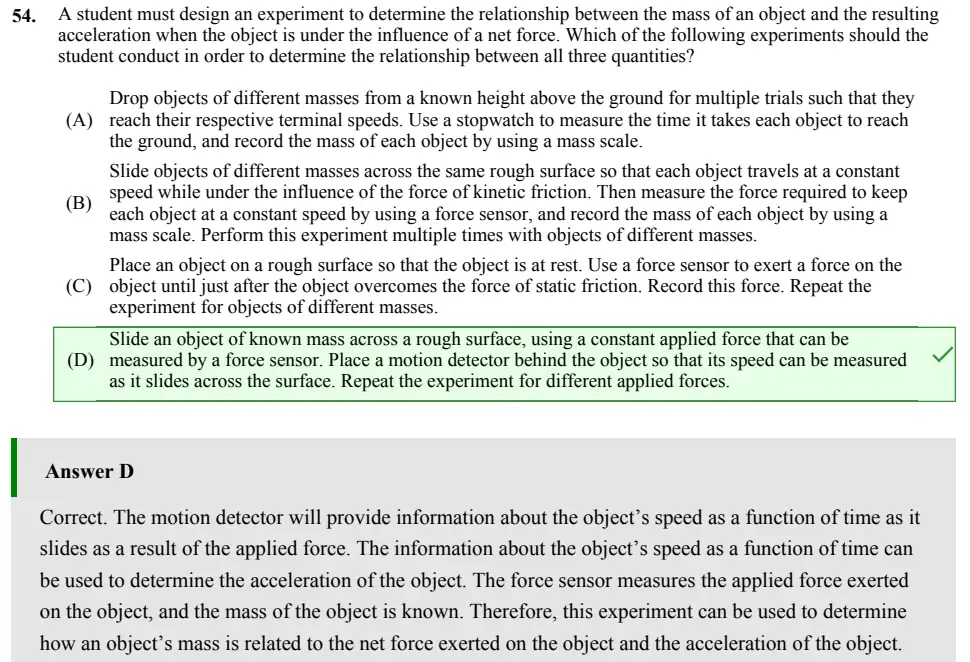 54. A student must design an experiment to determine the relationship between the mass of an object and the resulting
acceleration when the object is under the influence of a net force. Which of the following experiments should the
student conduct in order to determine the relationship between all three quantities?
Drop objects of different masses from a known height above the ground for multiple trials such that they
(A) reach their respective terminal speeds. Use a stopwatch to measure the time it takes each object to reach
the ground, and record the mass of each object by using a mass scale.
Slide objects of different masses across the same rough surface so that each object travels at a constant
speed while under the influence of the force of kinetic friction. Then measure the force required to keep
(B) each object at a constant speed by using a force sensor, and record the mass of each object by using a
mass scale. Perform this experiment multiple times with objects of different masses.
Place an object on a rough surface so that the object is at rest. Use a force sensor to exert a force on the
(C) object until just after the object overcomes the force of static friction. Record this force. Repeat the
experiment for objects of different masses.
Slide an object of known mass across a rough surface, using a constant applied force that can be
(D) measured by a force sensor. Place a motion detector behind the object so that its speed can be measured
as it slides across the surface. Repeat the experiment for different applied forces.
Answer D
Correct. The motion detector will provide information about the object’s speed as a function of time as it
slides as a result of the applied force. The information about the object’s speed as a function of time can
be used to determine the acceleration of the object. The force sensor measures the applied force exerted
on the object, and the mass of the object is known. Therefore, this experiment can be used to determine
how an object’s mass is related to the net force exerted on the object and the acceleration of the object.